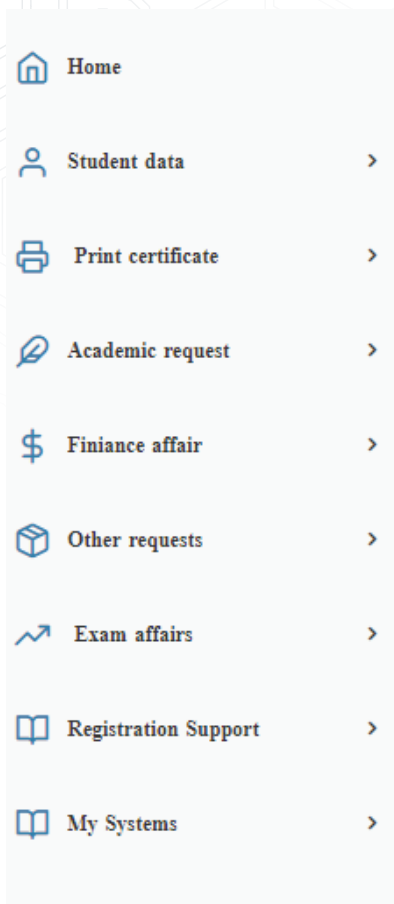 Home
Student data
Print certificate
Academic request
Finiance affair
Other requests
Exam affairs
Registration Support
My Systems